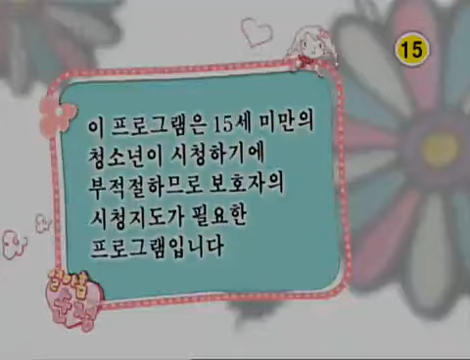 15
이 프로그램은 15세 미만의
청소년이 시청하기에
부적절하므로 보호자의
시청지도가 필요한
프로그램입니다
순정